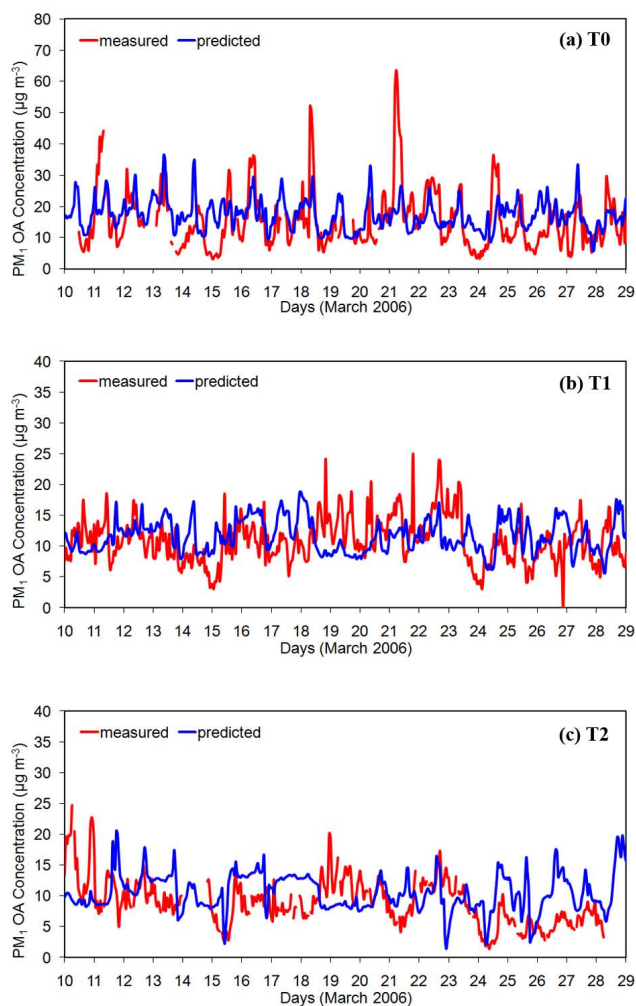 measured predicted (a) T0
PM₁ OA Concentration (µg m⁻³)
80
70
60
50
40
30
20
10
0
10 11 12 13 14 15 16 17 18 19 20 21 22 23 24 25 26 27 29
Days (March 2006)
measured predicted (b) T1
PM₁ OA Concentration (µg m⁻³)
40
35
30
25
20
15
10
5
0
10 11 12 13 14 15 16 17 18 19 20 21 22 23 24 25 26 27 28 29
Days (March 2006)
measured predicted (c) T2
PM₁ OA Concentration (µg m⁻³)
40
35
30
25
20
15
10
5
0
10 11 12 13 14 15 16 17 18 19 20 21 22 23 24 25 26 27 28 29
Days (March 2006)